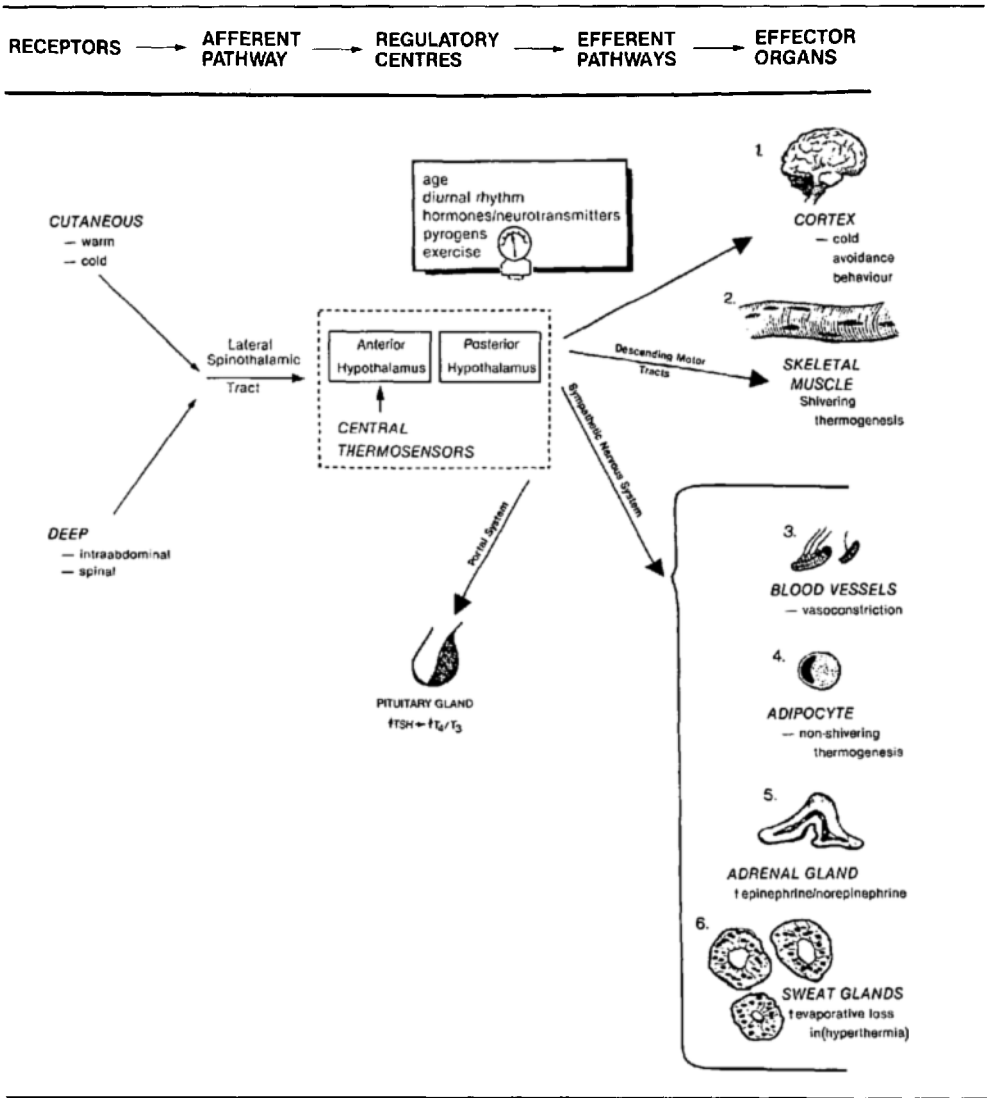 RECEPTORS → AFFERENT PATHWAY → REGULATORY CENTRES → EFFERENT PATHWAYS → EFFECTOR ORGANS
CUTANEOUS
— warm
— cold
DEEP
— intraabdominal
— spinal
Lateral
Spinothalamic
Tract
age
diurnal rhythm
hormones/neurotransmitters
pyrogens
exercise
Anterior
Hypothalamus
Posterior
Hypothalamus
CENTRAL
THERMOSENSORS
Descending Motor
Tracts
Sympathetic Nervous System
Portal System
PITUITARY GLAND
↑TSH←↑T4/T3
1.
CORTEX
— cold
avoidance
behaviour
2.
SKELETAL
MUSCLE
Shivering
thermogenesis
3.
BLOOD VESSELS
— vasoconstriction
4.
ADIPOCYTE
— non-shivering
thermogenesis
5.
ADRENAL GLAND
↑epinephrine/norepinephrine
6.
SWEAT GLANDS
↑evaporative loss
in(hyperthermia)